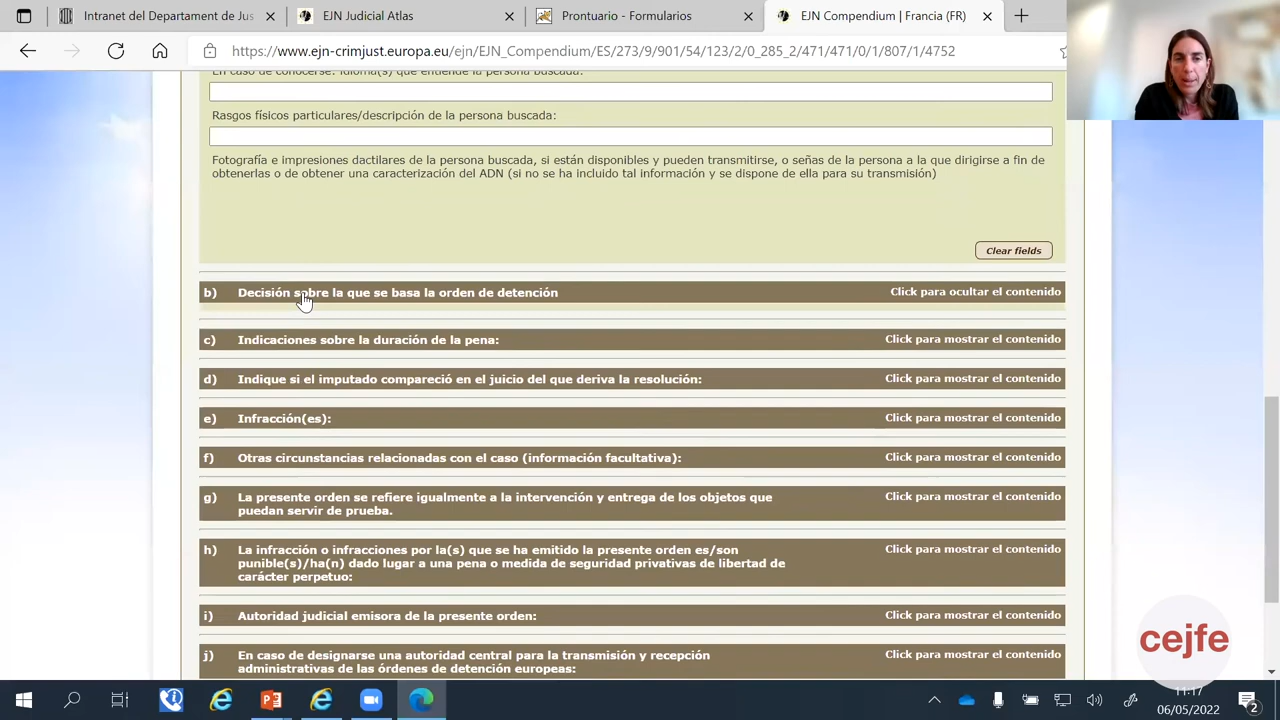 Intranet del Departament de Jus
EJN Judicial Atlas
Prontuario - Formularios
EJN Compendium | Francia (FR)
https://www.ejn-crimjust.europa.eu/ejn/EJN_Compendium/ES/273/9/901/54/123/2/0_285_2/471/471/0/1/807/1/4752
En caso de conocerse: idioma(s) que entiende la persona buscada:
Rasgos físicos particulares/descripción de la persona buscada:
Fotografía e impresiones dactilares de la persona buscada, si están disponibles y pueden transmitirse, o señas de la persona a la que dirigirse a fin de
obtenerlas o de obtener una caracterización del ADN (si no se ha incluido tal información y se dispone de ella para su transmisión)
Clear fields
b) Decisión sobre la que se basa la orden de detención Click para ocultar el contenido
c) Indicaciones sobre la duración de la pena: Click para mostrar el contenido
d) Indique si el imputado compareció en el juicio del que deriva la resolución: Click para mostrar el contenido
e) Infracción(es): Click para mostrar el contenido
f) Otras circunstancias relacionadas con el caso (información facultativa): Click para mostrar el contenido
g) La presente orden se refiere igualmente a la intervención y entrega de los objetos que Click para mostrar el contenido
puedan servir de prueba.
h) La infracción o infracciones por la(s) que se ha emitido la presente orden es/son Click para mostrar el contenido
punible(s)/ha(n) dado lugar a una pena o medida de seguridad privativas de libertad de
carácter perpetuo:
i) Autoridad judicial emisora de la presente orden: Click para mostrar el contenido
j) En caso de designarse una autoridad central para la transmisión y recepción Click para mostrar el contenido
administrativas de las órdenes de detención europeas:
cejfe
11:17
06/05/2022
2